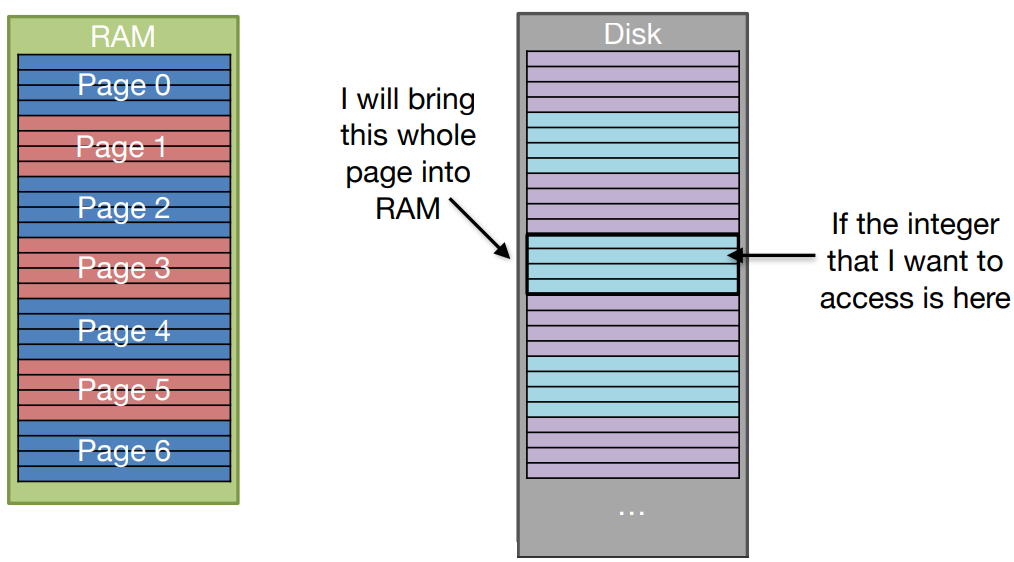 RAM
Page 0
Page 1
Page 2
Page 3
Page 4
Page 5
Page 6
I will bring
this whole
page into
RAM
Disk
...
If the integer
that I want to
access is here